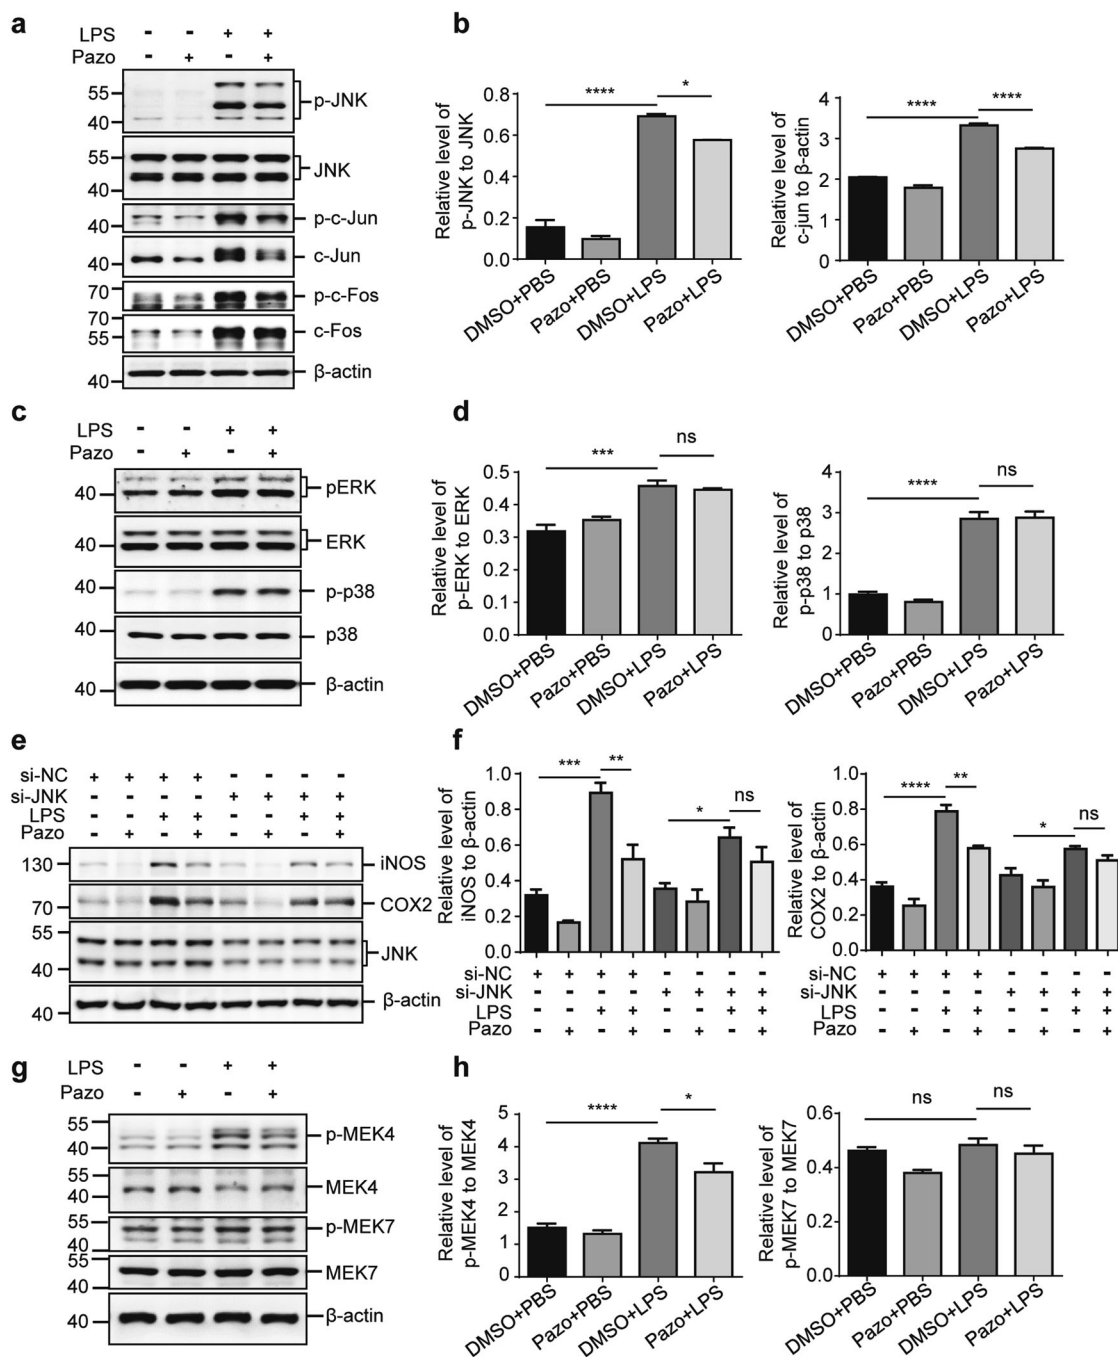 a
LPS - - + +
Pazo - + - +
55
40
p-JNK
55
40
JNK
40
p-c-Jun
40
c-Jun
70
p-c-Fos
70
55
c-Fos
40
β-actin
b
Relative level of
p-JNK to JNK
0.8
0.6
0.4
0.2
0.0
****
*
DMSO+PBS
Pazo+PBS
DMSO+LPS
Pazo+LPS
Relative level of
c-jun to β-actin
4
3
2
1
0
****
****
DMSO+PBS
Pazo+PBS
DMSO+LPS
Pazo+LPS
c
LPS - - + +
Pazo - + - +
40
pERK
40
ERK
40
p-p38
40
p38
40
β-actin
d
Relative level of
p-ERK to ERK
0.5
0.4
0.3
0.2
0.1
0.0
***
ns
DMSO+PBS
Pazo+PBS
DMSO+LPS
Pazo+LPS
Relative level of
p-p38 to p38
4
3
2
1
0
****
ns
DMSO+PBS
Pazo+PBS
DMSO+LPS
Pazo+LPS
e
si-NC + + + + - - - -
si-JNK - - - - + + + +
LPS - - + + - - + +
Pazo - + - + - + - +
130
iNOS
70
COX2
55
40
JNK
40
β-actin
f
Relative level of
iNOS to β-actin
1.0
0.8
0.6
0.4
0.2
0.0
***
**
*
ns
si-NC + + + + - - - -
si-JNK - - - - + + + +
LPS - - + + - - + +
Pazo - + - + - + - +
Relative level of
COX2 to β-actin
1.0
0.8
0.6
0.4
0.2
0.0
****
**
*
ns
si-NC + + + + - - - -
si-JNK - - - - + + + +
LPS - - + + - - + +
Pazo - + - + - + - +
g
LPS - - + +
Pazo - + - +
55
40
p-MEK4
55
40
MEK4
55
40
p-MEK7
55
40
MEK7
40
β-actin
h
Relative level of
p-MEK4 to MEK4
5
4
3
2
1
0
****
*
DMSO+PBS
Pazo+PBS
DMSO+LPS
Pazo+LPS
Relative level of
p-MEK7 to MEK7
0.6
0.4
0.2
0.0
ns
ns
DMSO+PBS
Pazo+PBS
DMSO+LPS
Pazo+LPS